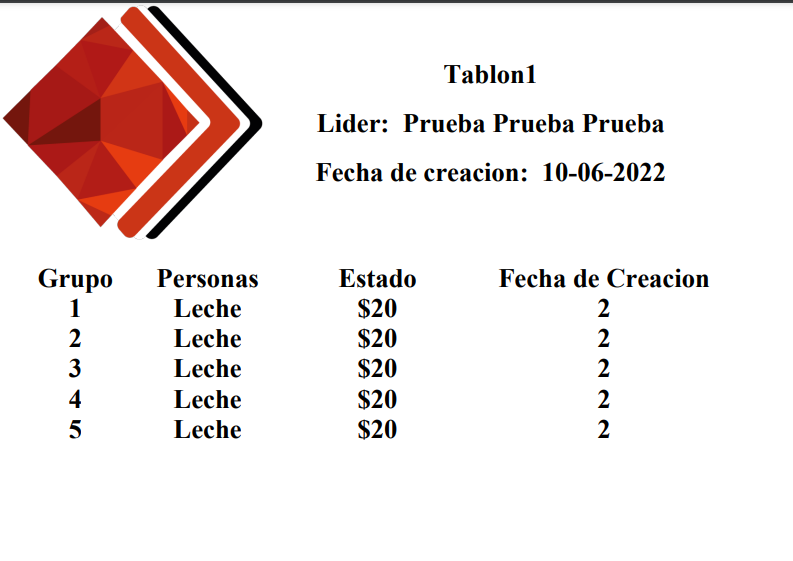 Tablon1
Lider: Prueba Prueba Prueba
Fecha de creacion: 10-06-2022
Grupo Personas Estado Fecha de Creacion
1 Leche $20 2
2 Leche $20 2
3 Leche $20 2
4 Leche $20 2
5 Leche $20 2